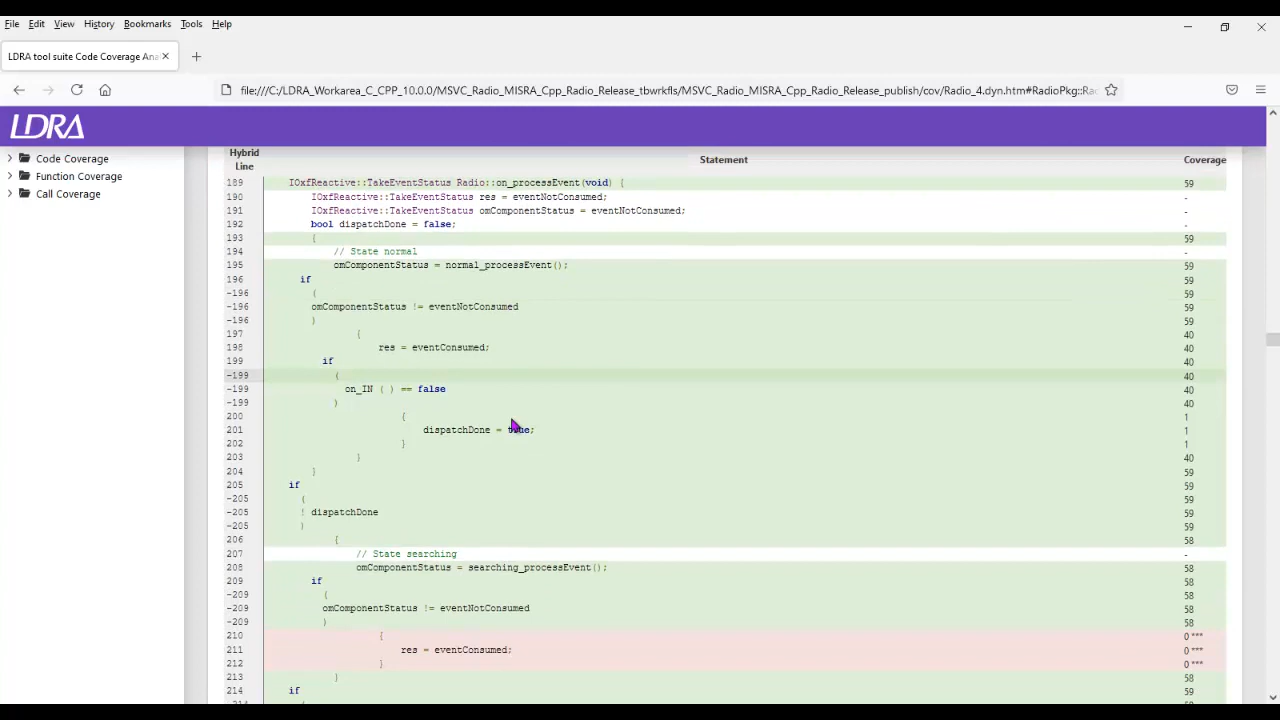 File Edit View History Bookmarks Tools Help
LDRA tool suite Code Coverage Ana
file:///C:/LDRA_Workarea_C_CPP_10.0.0/MSVC_Radio_MISRA_Cpp_Radio_Release_tbwrkfls/MSVC_Radio_MISRA_Cpp_Radio_Release_publish/cov/Radio_4.dyn.htm#RadioPkg::Ra
LDRA
Code Coverage
Function Coverage
Call Coverage
Hybrid Line Statement Coverage
189 IOxfReactive::TakeEventStatus Radio::on_processEvent(void) { 59
190 IOxfReactive::TakeEventStatus res = eventNotConsumed; -
191 IOxfReactive::TakeEventStatus omComponentStatus = eventNotConsumed; -
192 bool dispatchDone = false; -
193 { 59
194 // State normal -
195 omComponentStatus = normal_processEvent(); 59
196 if 59
-196 ( 59
-196 omComponentStatus != eventNotConsumed 59
-196 ) 59
197 { 40
198 res = eventConsumed; 40
199 if 40
-199 ( 40
-199 on_IN ( ) == false 40
-199 ) 40
200 { 1
201 dispatchDone = true; 1
202 } 1
203 } 40
204 } 59
205 if 59
-205 ( 59
-205 ! dispatchDone 59
-205 ) 59
206 { 58
207 // State searching -
208 omComponentStatus = searching_processEvent(); 58
209 if 58
-209 ( 58
-209 omComponentStatus != eventNotConsumed 58
-209 ) 58
210 { 0 ***
211 res = eventConsumed; 0 ***
212 } 0 ***
213 } 58
214 if 59